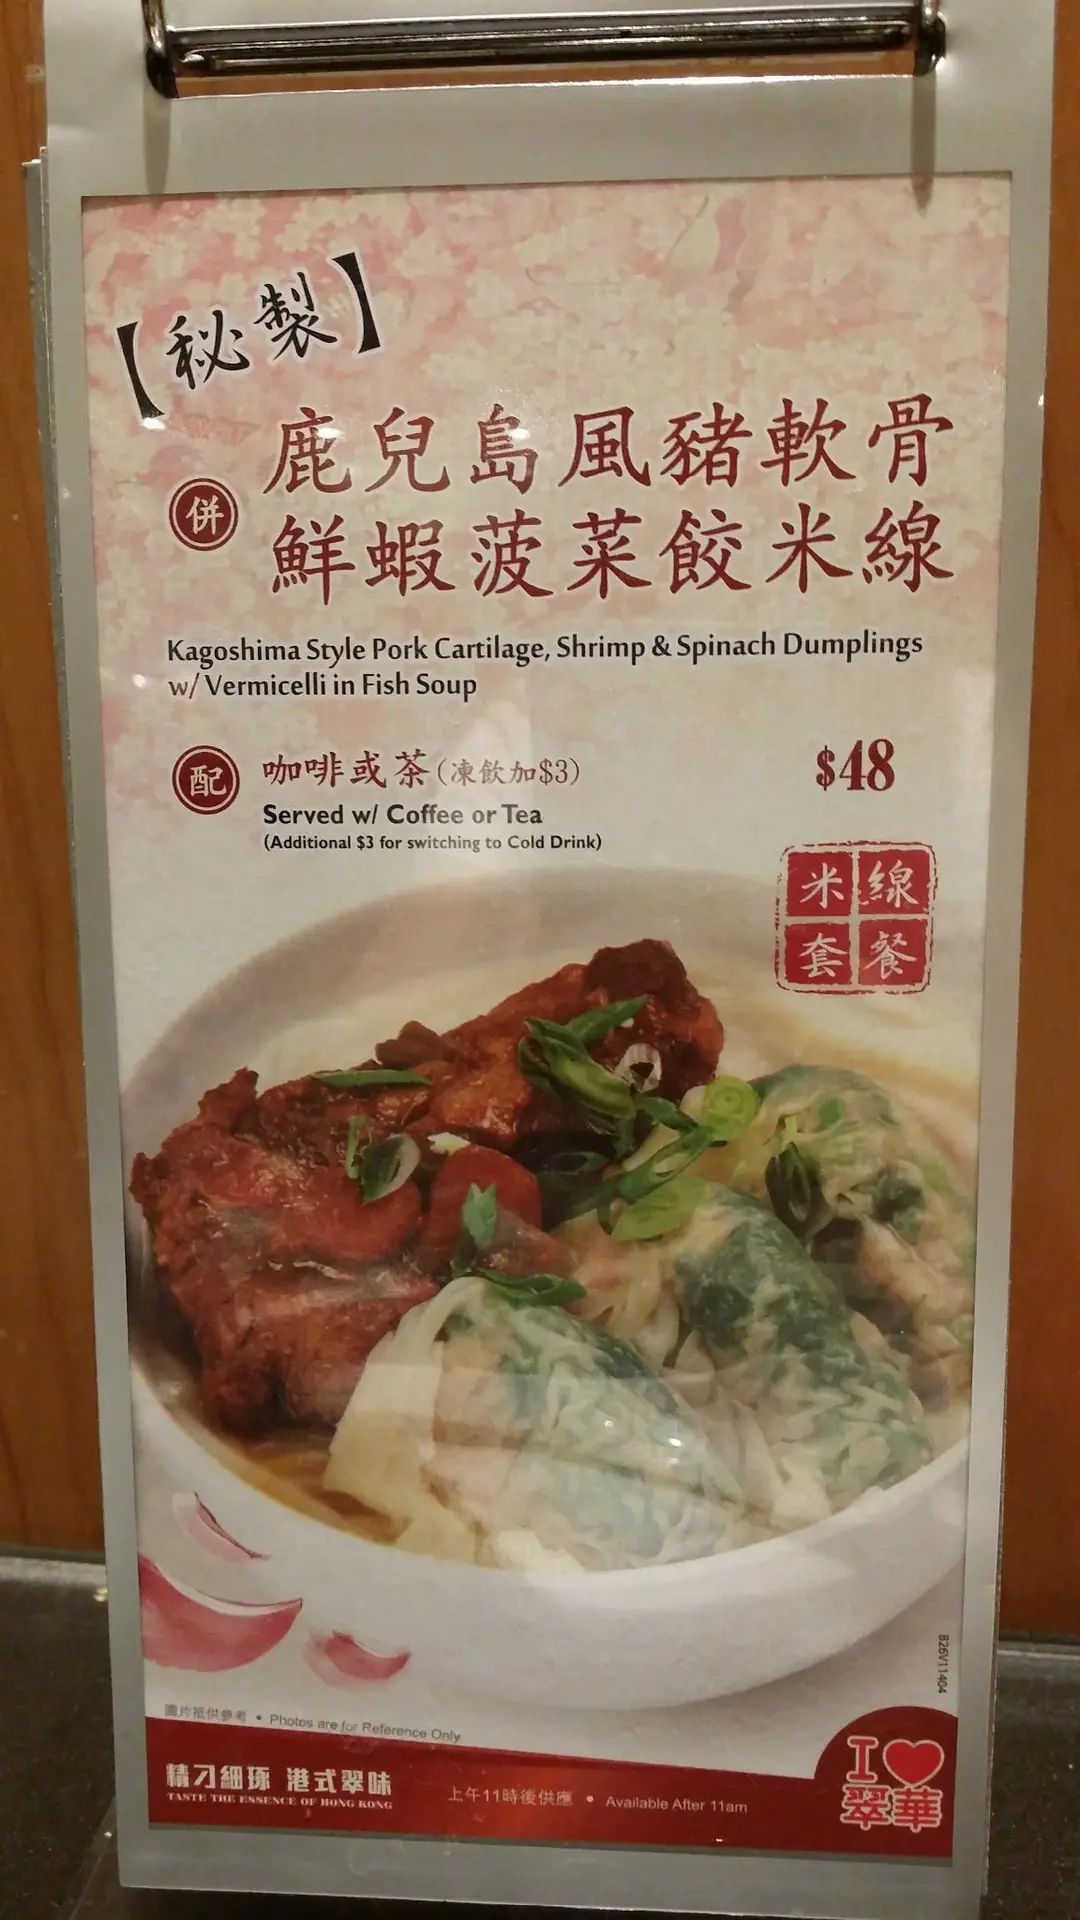 【秘製】
鹿兒島風豬軟骨
併
鮮蝦菠菜餃米線
Kagoshima Style Pork Cartilage, Shrimp & Spinach Dumplings
w/ Vermicelli in Fish Soup
配 咖啡或茶(凍飲加$3)
$48
Served w/ Coffee or Tea
(Additional $3 for switching to Cold Drink)
米線
套餐
B26V11404
圖片祇供參考 • Photos are for Reference Only
精刁細琢 港式翠味
TASTE THE ESSENCE OF HONG KONG
上午11時後供應 • Available After 11am
I ♥
翠華